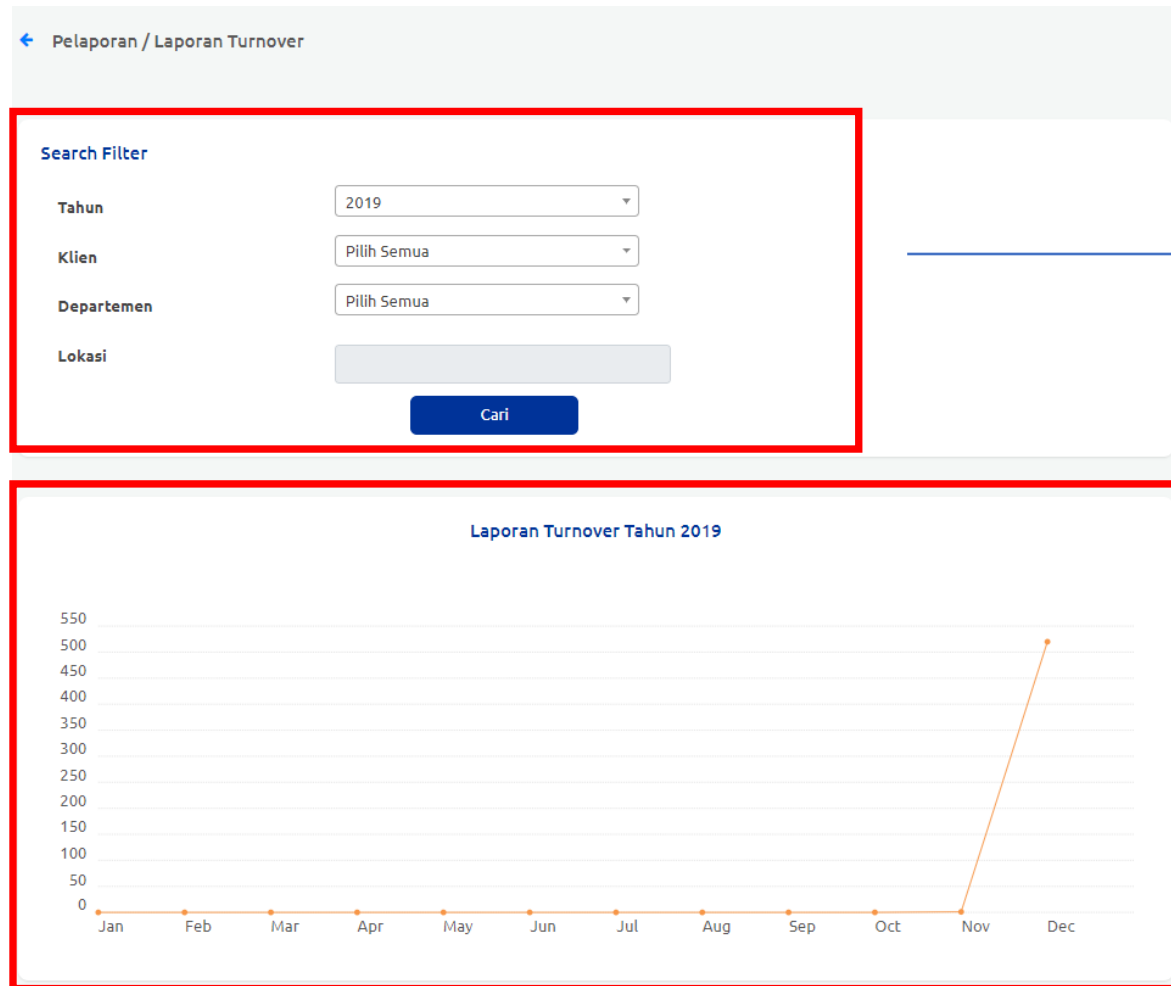 Pelaporan / Laporan Turnover
Search Filter
Tahun 2019
Klien Pilih Semua
Departemen Pilih Semua
Lokasi
Cari
Laporan Turnover Tahun 2019
550
500
450
400
350
300
250
200
150
100
50
0
Jan Feb Mar Apr May Jun Jul Aug Sep Oct Nov Dec